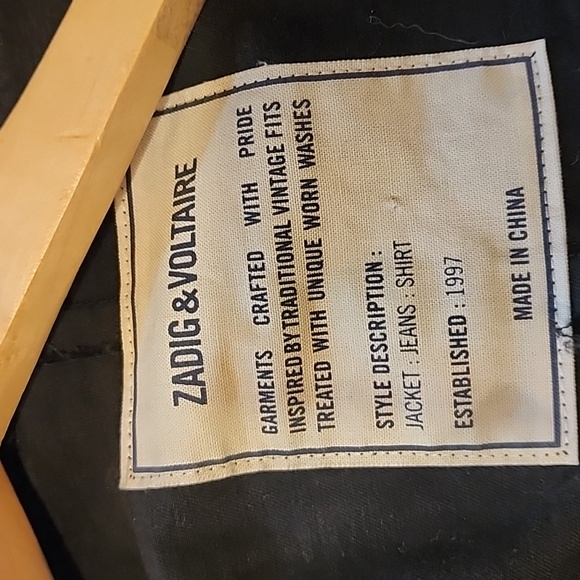 ZADIG & VOLTAIRE
GARMENTS CRAFTED WITH PRIDE
INSPIRED BY TRADITIONAL VINTAGE FITS
TREATED WITH UNIQUE WORN WASHES
STYLE DESCRIPTION :
JACKET : JEANS : SHIRT
ESTABLISHED : 1997
MADE IN CHINA